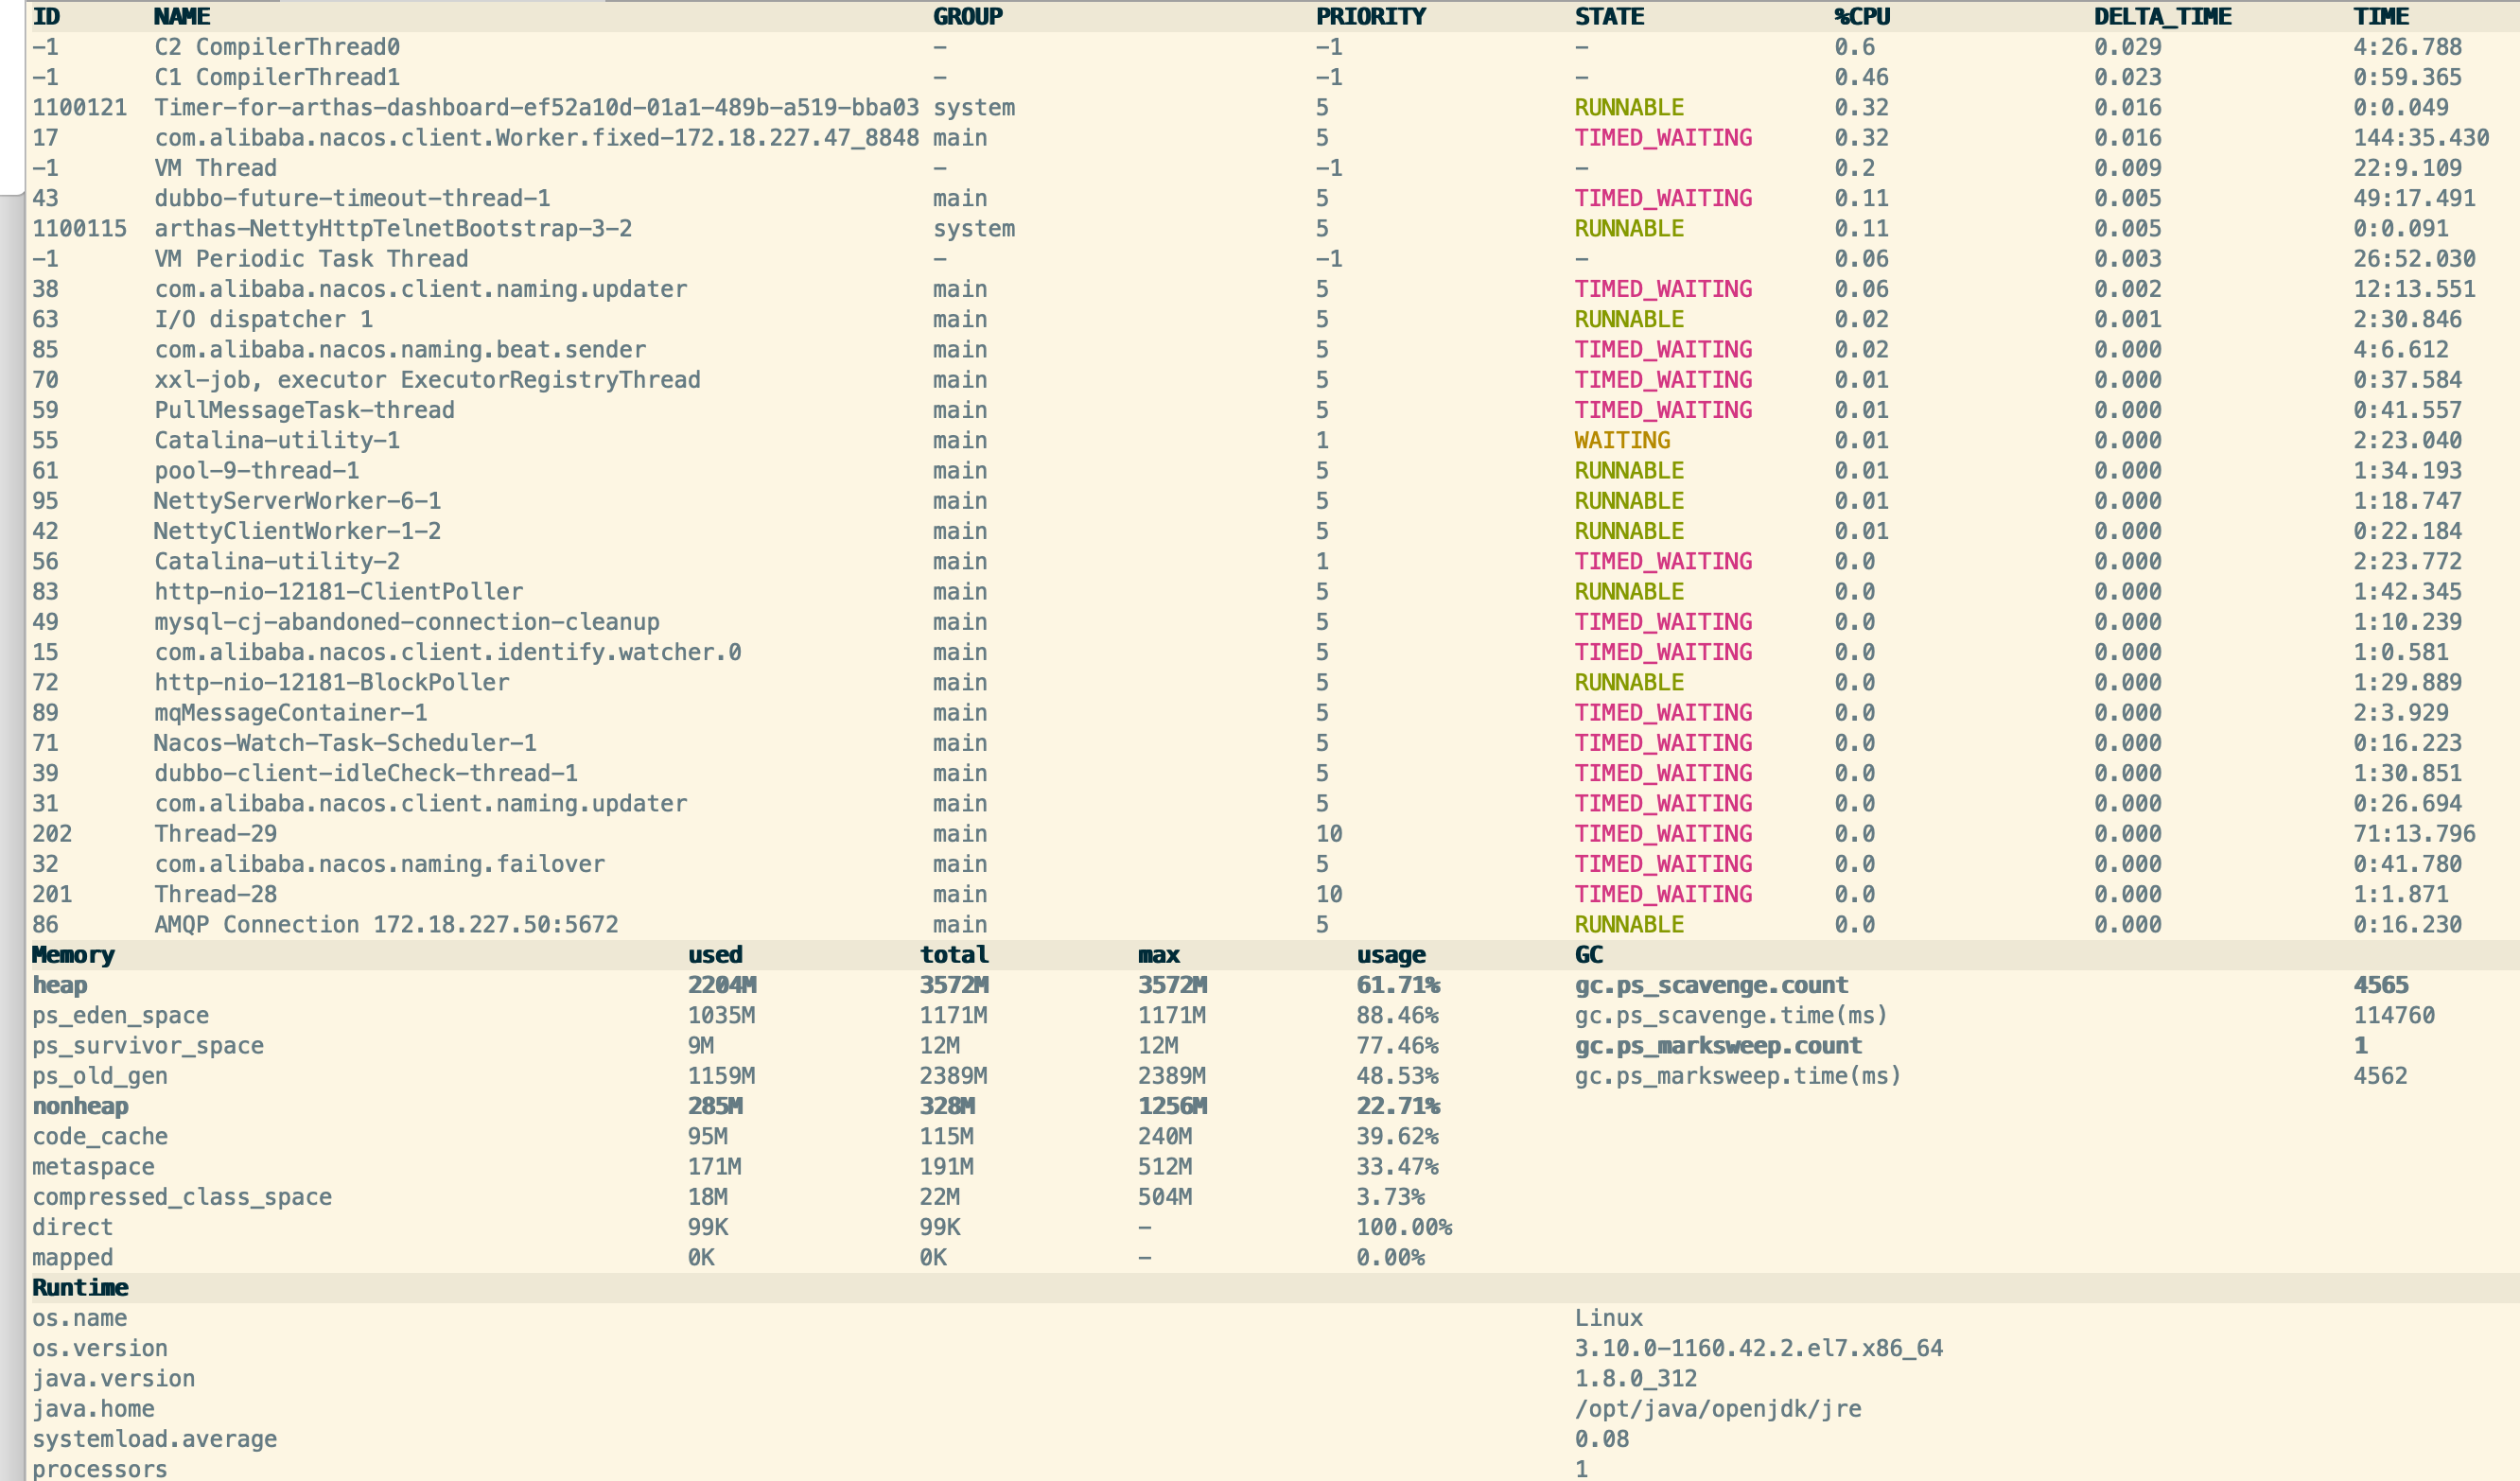 ID NAME GROUP PRIORITY STATE %CPU DELTA_TIME TIME
-1 C2 CompilerThread0 - -1 - 0.6 0.029 4:26.788
-1 C1 CompilerThread1 - -1 - 0.46 0.023 0:59.365
1100121 Timer-for-arthas-dashboard-ef52a10d-01a1-489b-a519-bba03 system 5 RUNNABLE 0.32 0.016 0:0.049
17 com.alibaba.nacos.client.Worker.fixed-172.18.227.47_8848 main 5 TIMED_WAITING 0.32 0.016 144:35.430
-1 VM Thread - -1 - 0.2 0.009 22:9.109
43 dubbo-future-timeout-thread-1 main 5 TIMED_WAITING 0.11 0.005 49:17.491
1100115 arthas-NettyHttpTelnetBootstrap-3-2 system 5 RUNNABLE 0.11 0.005 0:0.091
-1 VM Periodic Task Thread - -1 - 0.06 0.003 26:52.030
38 com.alibaba.nacos.client.naming.updater main 5 TIMED_WAITING 0.06 0.002 12:13.551
63 I/O dispatcher 1 main 5 RUNNABLE 0.02 0.001 2:30.846
85 com.alibaba.nacos.naming.beat.sender main 5 TIMED_WAITING 0.02 0.000 4:6.612
70 xxl-job, executor ExecutorRegistryThread main 5 TIMED_WAITING 0.01 0.000 0:37.584
59 PullMessageTask-thread main 5 TIMED_WAITING 0.01 0.000 0:41.557
55 Catalina-utility-1 main 1 WAITING 0.01 0.000 2:23.040
61 pool-9-thread-1 main 5 RUNNABLE 0.01 0.000 1:34.193
95 NettyServerWorker-6-1 main 5 RUNNABLE 0.01 0.000 1:18.747
42 NettyClientWorker-1-2 main 5 RUNNABLE 0.01 0.000 0:22.184
56 Catalina-utility-2 main 1 TIMED_WAITING 0.0 0.000 2:23.772
83 http-nio-12181-ClientPoller main 5 RUNNABLE 0.0 0.000 1:42.345
49 mysql-cj-abandoned-connection-cleanup main 5 TIMED_WAITING 0.0 0.000 1:10.239
15 com.alibaba.nacos.client.identify.watcher.0 main 5 TIMED_WAITING 0.0 0.000 1:0.581
72 http-nio-12181-BlockPoller main 5 RUNNABLE 0.0 0.000 1:29.889
89 mqMessageContainer-1 main 5 TIMED_WAITING 0.0 0.000 2:3.929
71 Nacos-Watch-Task-Scheduler-1 main 5 TIMED_WAITING 0.0 0.000 0:16.223
39 dubbo-client-idleCheck-thread-1 main 5 TIMED_WAITING 0.0 0.000 1:30.851
31 com.alibaba.nacos.client.naming.updater main 5 TIMED_WAITING 0.0 0.000 0:26.694
202 Thread-29 main 10 TIMED_WAITING 0.0 0.000 71:13.796
32 com.alibaba.nacos.naming.failover main 5 TIMED_WAITING 0.0 0.000 0:41.780
201 Thread-28 main 10 TIMED_WAITING 0.0 0.000 1:1.871
86 AMQP Connection 172.18.227.50:5672 main 5 RUNNABLE 0.0 0.000 0:16.230
Memory used total max usage GC
heap 2204M 3572M 3572M 61.71% gc.ps_scavenge.count 4565
ps_eden_space 1035M 1171M 1171M 88.46% gc.ps_scavenge.time(ms) 114760
ps_survivor_space 9M 12M 12M 77.46% gc.ps_marksweep.count 1
ps_old_gen 1159M 2389M 2389M 48.53% gc.ps_marksweep.time(ms) 4562
nonheap 285M 328M 1256M 22.71%
code_cache 95M 115M 240M 39.62%
metaspace 171M 191M 512M 33.47%
compressed_class_space 18M 22M 504M 3.73%
direct 99K 99K - 100.00%
mapped 0K 0K - 0.00%
Runtime
os.name Linux
os.version 3.10.0-1160.42.2.el7.x86_64
java.version 1.8.0_312
java.home /opt/java/openjdk/jre
systemload.average 0.08
processors 1